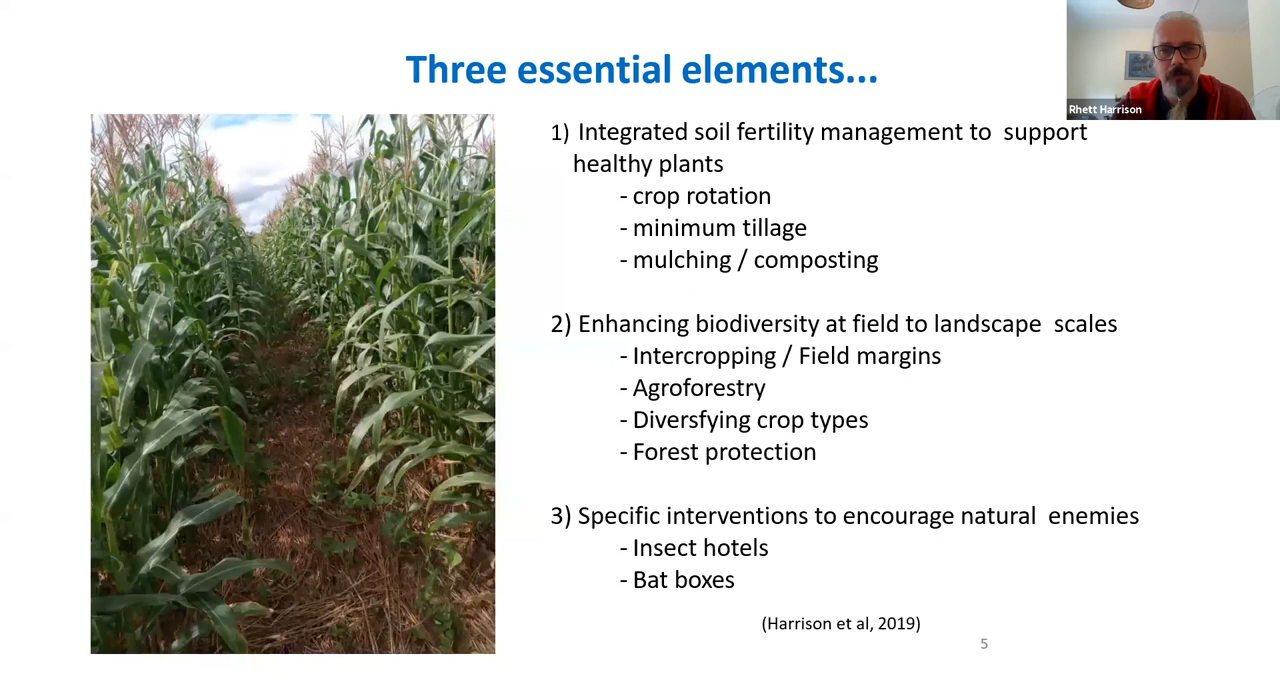 Three essential elements...
Rhett Harrison
1) Integrated soil fertility management to support
healthy plants
- crop rotation
- minimum tillage
- mulching / composting
2) Enhancing biodiversity at field to landscape scales
- Intercropping / Field margins
- Agroforestry
- Diversfying crop types
- Forest protection
3) Specific interventions to encourage natural enemies
- Insect hotels
- Bat boxes
(Harrison et al, 2019)
5